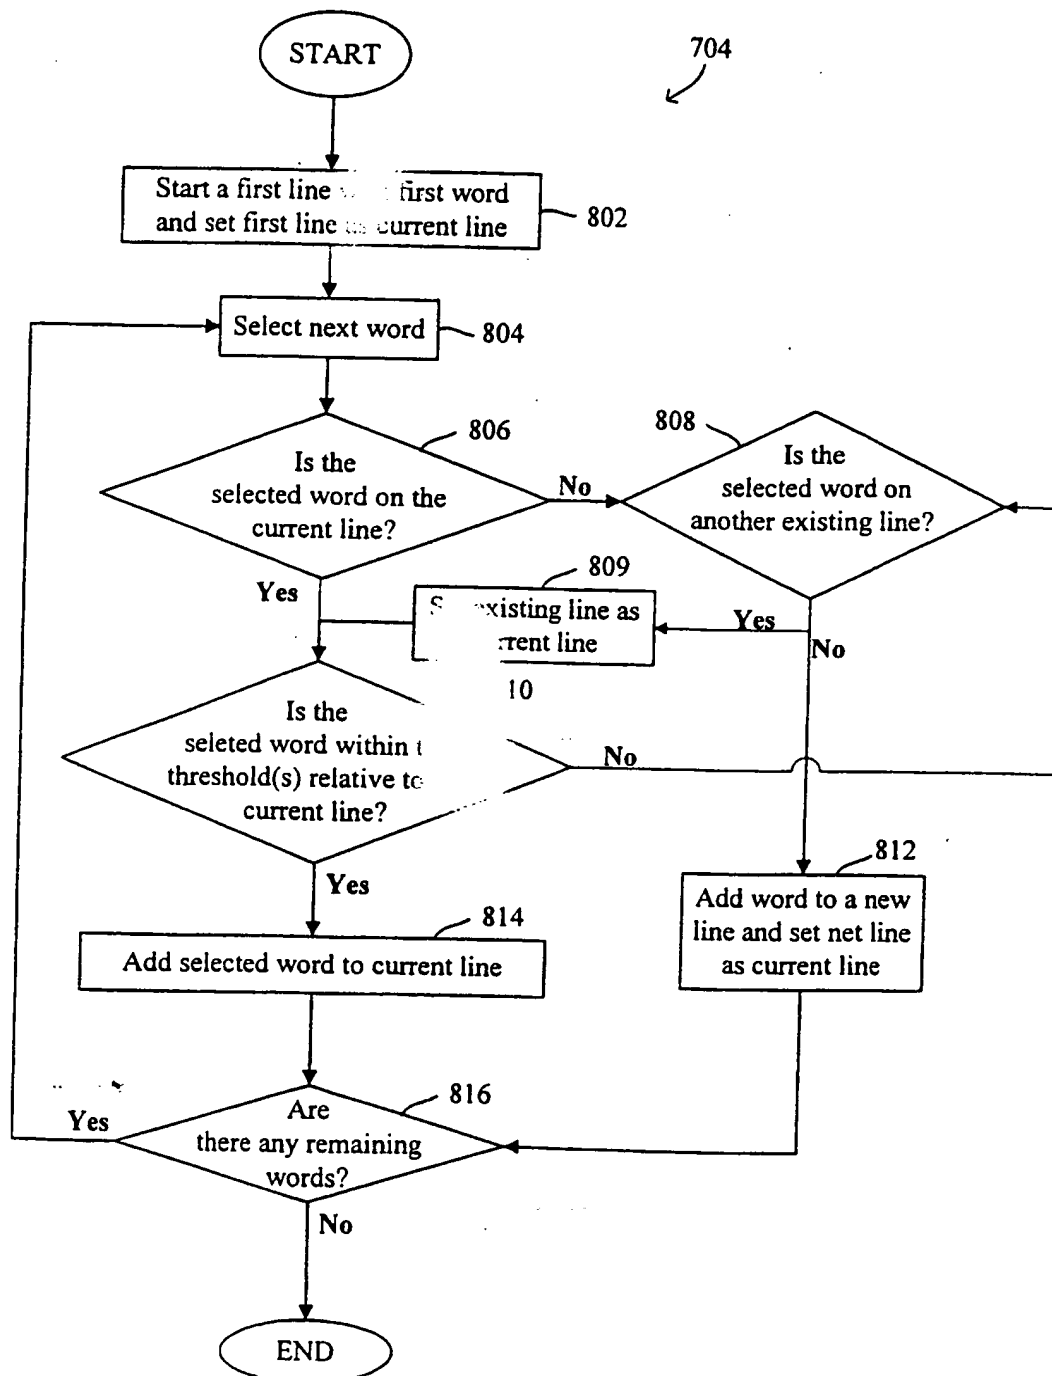 START
704
Start a first line first word
and set first line current line
802
Select next word
804
806
Is the
selected word on the
current line?
No
808
Is the
selected word on
another existing line?
Yes
809
existing line as
line
Yes
No
10
Is the
seleted word within
threshold(s) relative
current line?
No
Yes
812
Add word to a new
line and set net line
as current line
814
Add selected word to current line
816
Are
there any remaining
words?
Yes
No
END